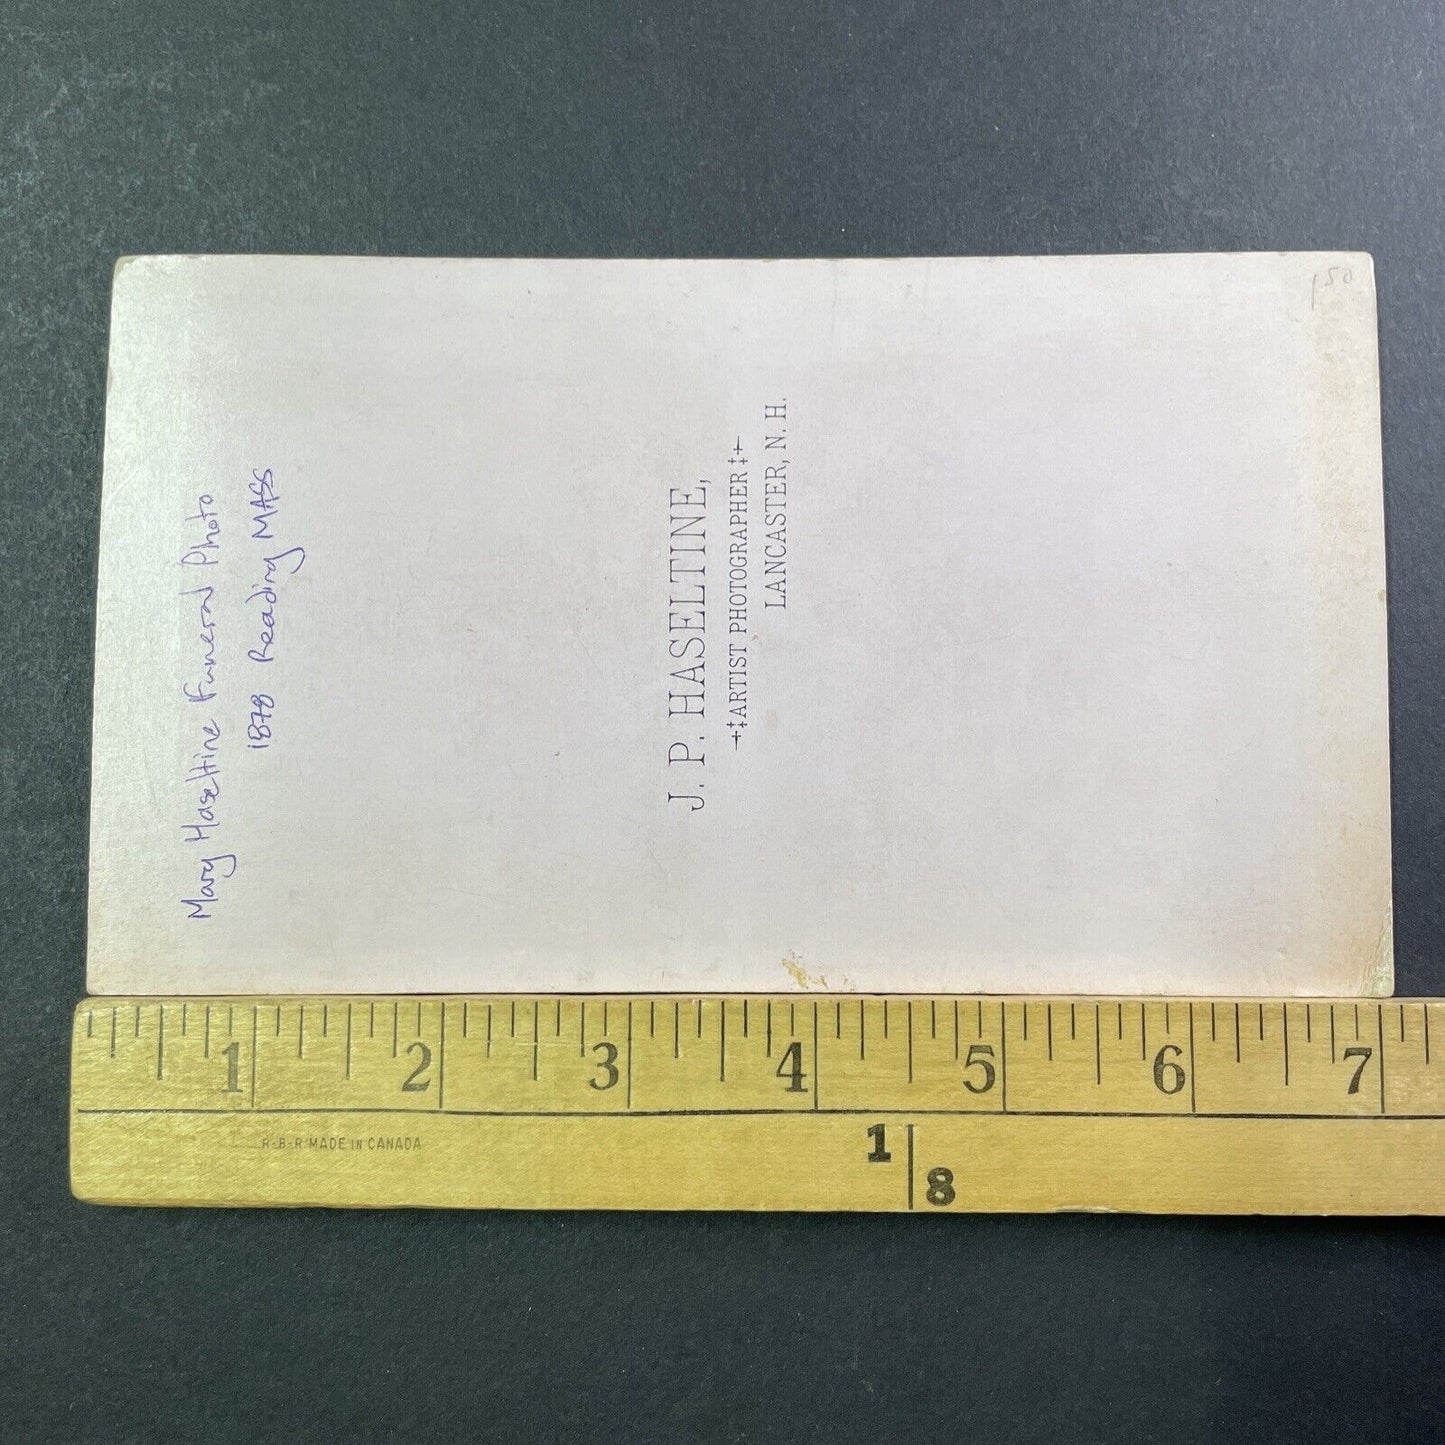 Mary Haseltine Funeral Photo
1878 Reading MASS
J. P. HASELTINE,
ARTIST PHOTOGRAPHER
LANCASTER, N. H.
150
1 2 3 4 5 6 7
R-B-R MADE IN CANADA
1
8